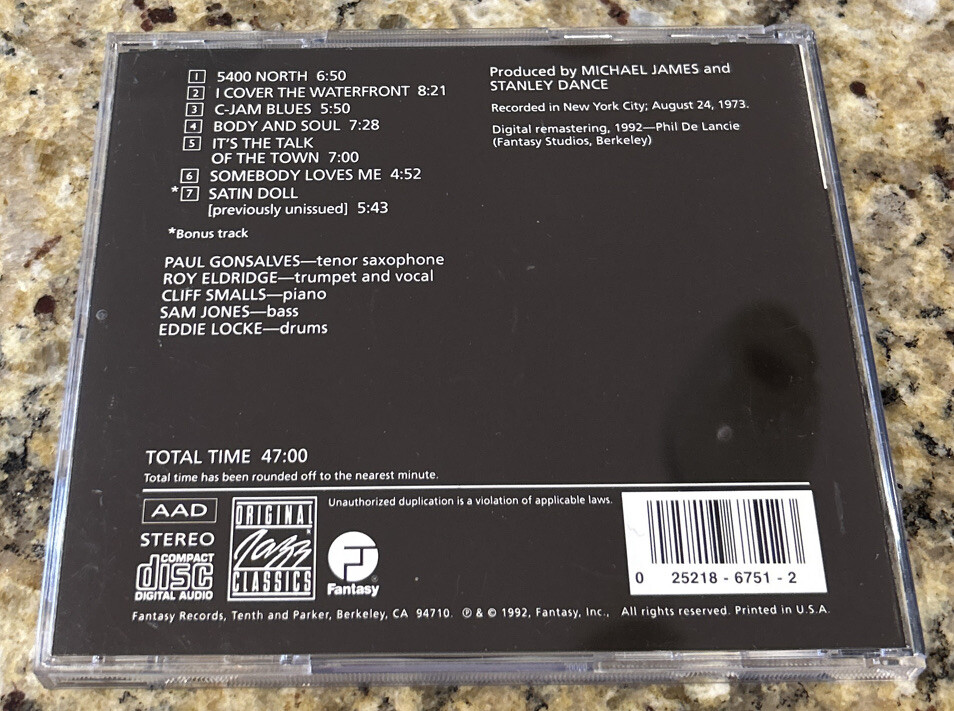 1 5400 NORTH 6:50
2 I COVER THE WATERFRONT 8:21
3 C-JAM BLUES 5:50
4 BODY AND SOUL 7:28
5 IT'S THE TALK
OF THE TOWN 7:00
6 SOMEBODY LOVES ME 4:52
*7 SATIN DOLL
[previously unissued] 5:43
*Bonus track
PAUL GONSALVES—tenor saxophone
ROY ELDRIDGE—trumpet and vocal
CLIFF SMALLS—piano
SAM JONES—bass
EDDIE LOCKE—drums
Produced by MICHAEL JAMES and
STANLEY DANCE
Recorded in New York City; August 24, 1973.
Digital remastering, 1992—Phil De Lancie
(Fantasy Studios, Berkeley)
TOTAL TIME 47:00
Total time has been rounded off to the nearest minute.
AAD
STEREO
COMPACT
disc
DIGITAL AUDIO
ORIGINAL
Jazz
CLASSICS
Unauthorized duplication is a violation of applicable laws.
Fantasy
0 25218 - 6751 - 2
Fantasy Records, Tenth and Parker, Berkeley, CA 94710. ℗ & © 1992, Fantasy, Inc., All rights reserved. Printed in U.S.A.